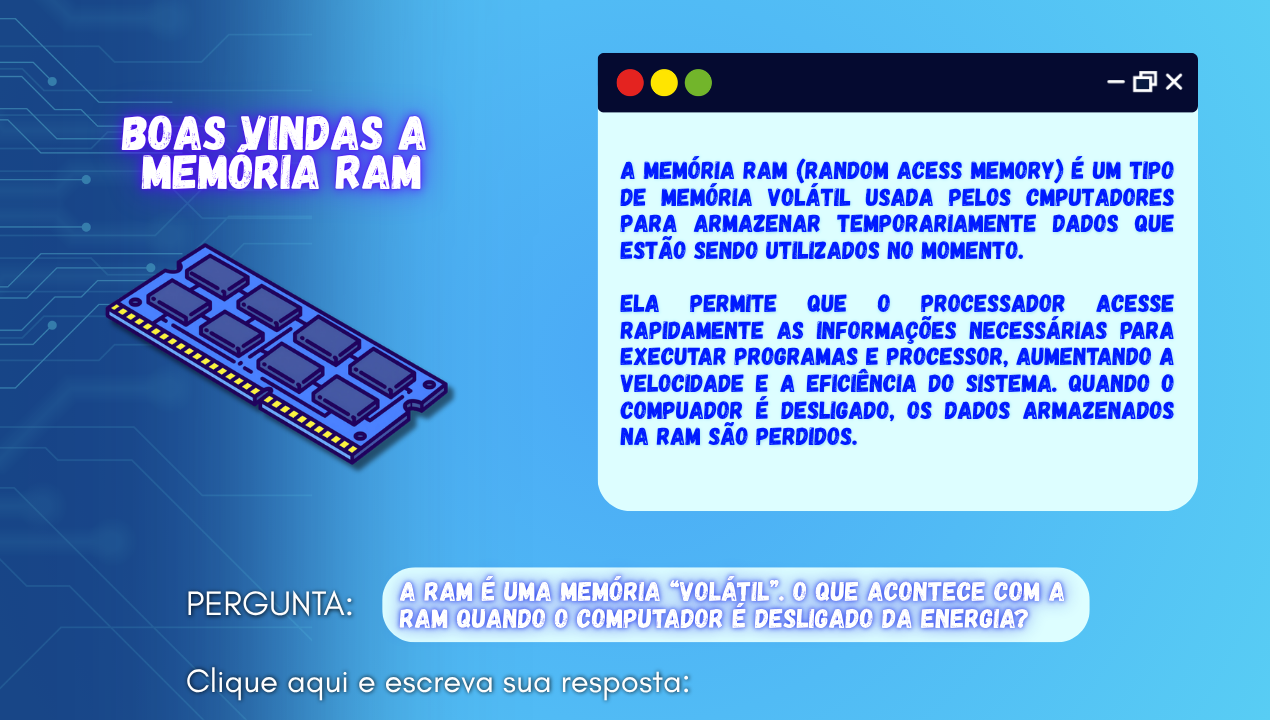 BOAS VINDAS A
MEMÓRIA RAM
A MEMÓRIA RAM (RANDOM ACESS MEMORY) É UM TIPO
DE MEMÓRIA VOLÁTIL USADA PELOS CMPUTADORES
PARA ARMAZENAR TEMPORARIAMENTE DADOS QUE
ESTÃO SENDO UTILIZADOS NO MOMENTO.
ELA PERMITE QUE O PROCESSADOR ACESSE
RAPIDAMENTE AS INFORMAÇÕES NECESSÁRIAS PARA
EXECUTAR PROGRAMAS E PROCESSOR, AUMENTANDO A
VELOCIDADE E A EFICIÊNCIA DO SISTEMA. QUANDO O
COMPUADOR É DESLIGADO, OS DADOS ARMAZENADOS
NA RAM SÃO PERDIDOS.
PERGUNTA:
A RAM É UMA MEMÓRIA “VOLÁTIL”. O QUE ACONTECE COM A
RAM QUANDO O COMPUTADOR É DESLIGADO DA ENERGIA?
Clique aqui e escreva sua resposta: